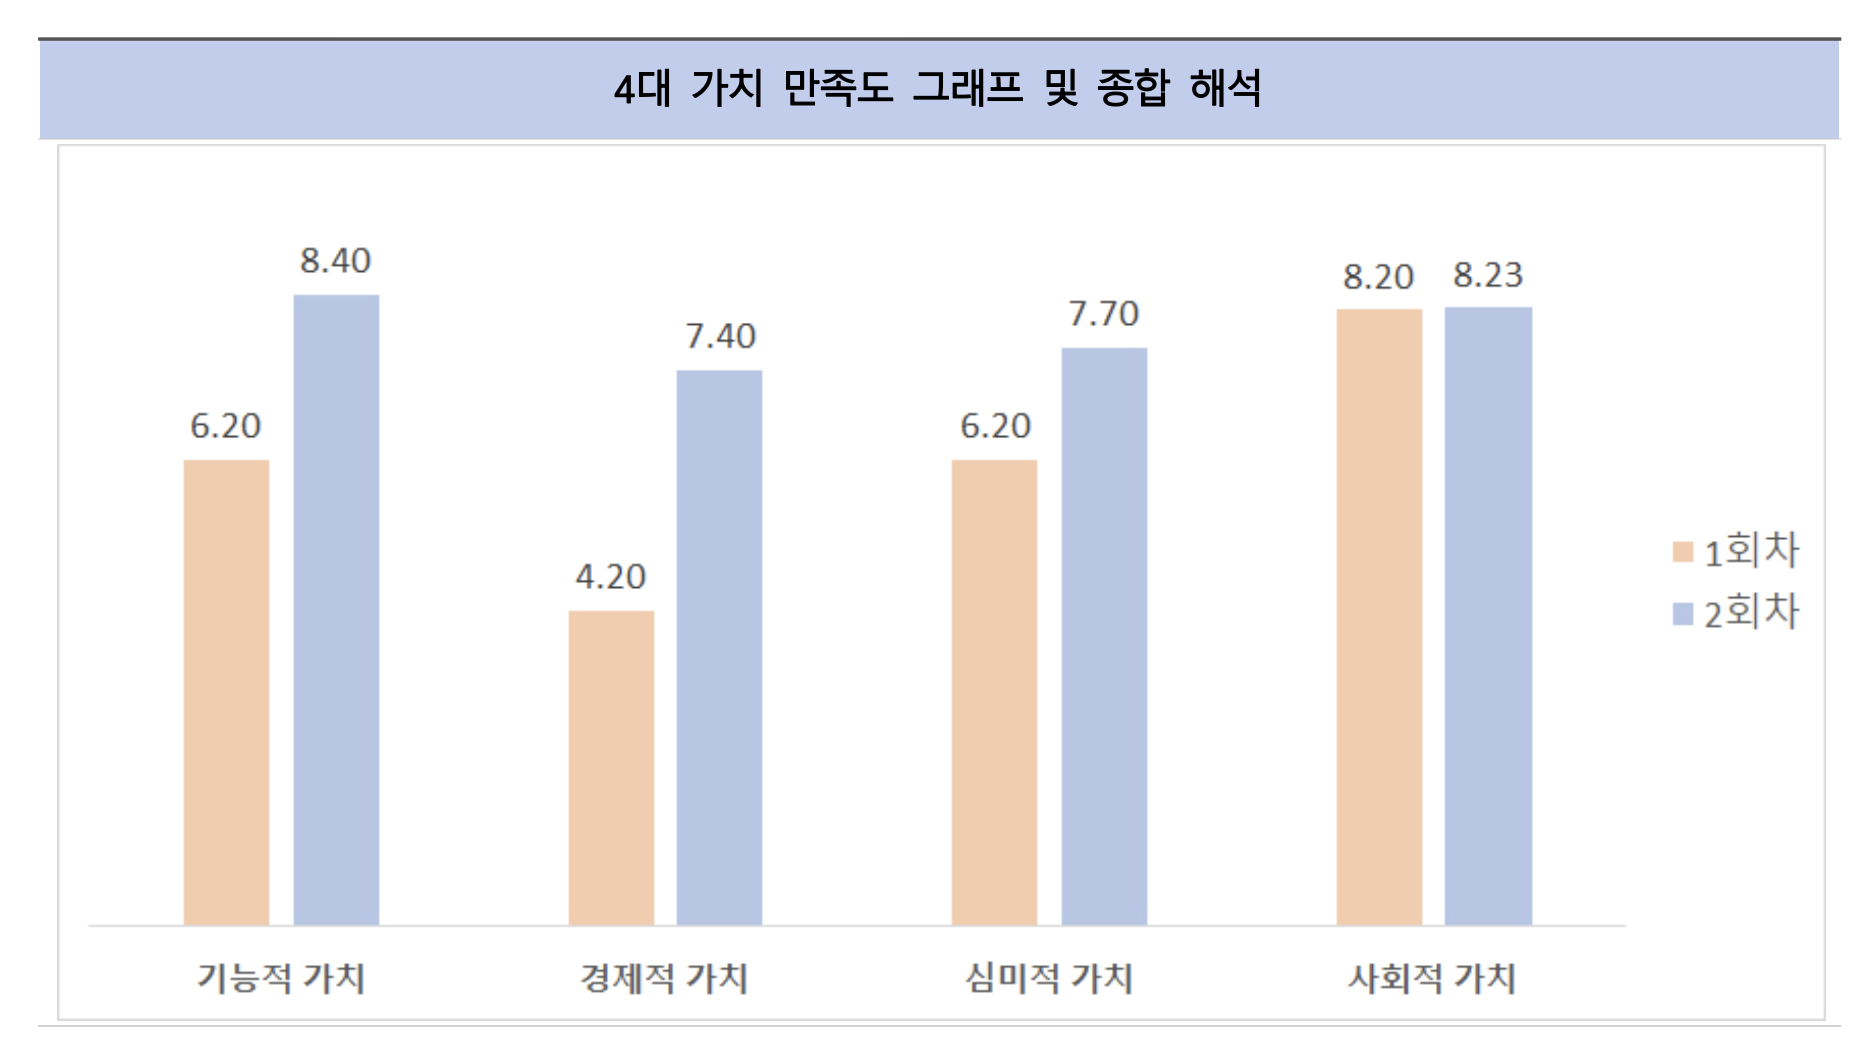 4대 가치 만족도 그래프 및 종합 해석
8.40
8.20 8.23
7.70
7.40
6.20
6.20
4.20
1회차
2회차
기능적 가치 경제적 가치 심미적 가치 사회적 가치